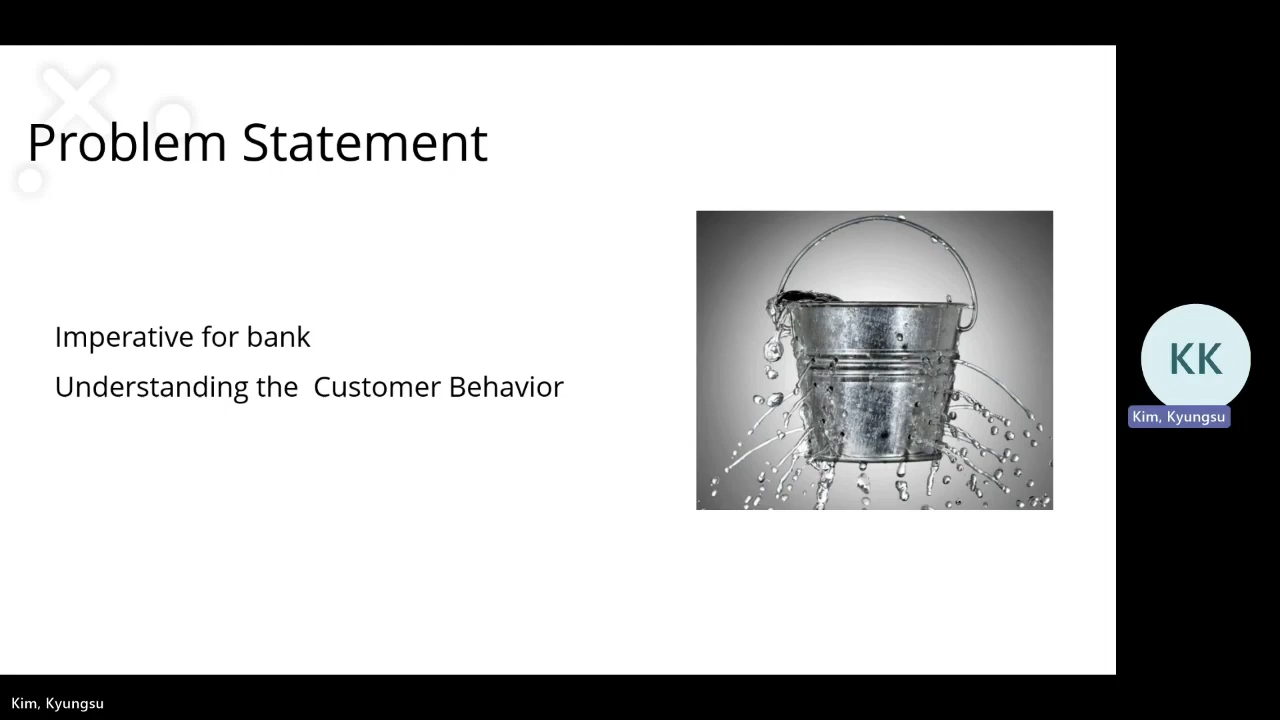 Problem Statement
Imperative for bank
Understanding the  Customer Behavior
KK
Kim, Kyungsu
Kim, Kyungsu